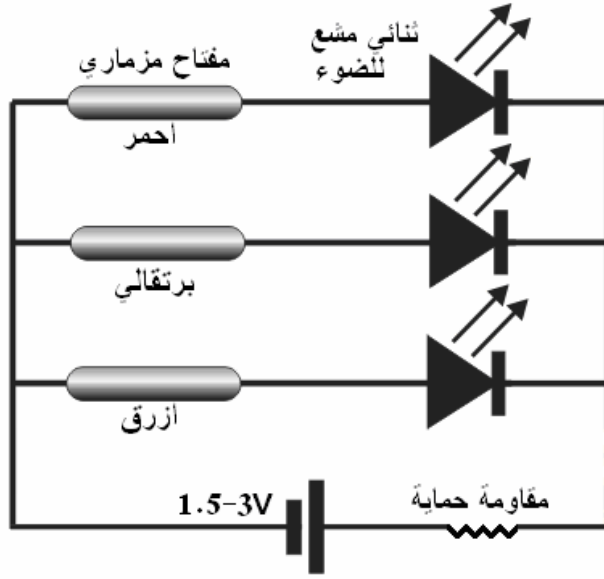 مفتاح مزماري
ثنائي مشع
للضوء
أحمر
برتقالي
أزرق
1.5-3V
مقاومة حماية